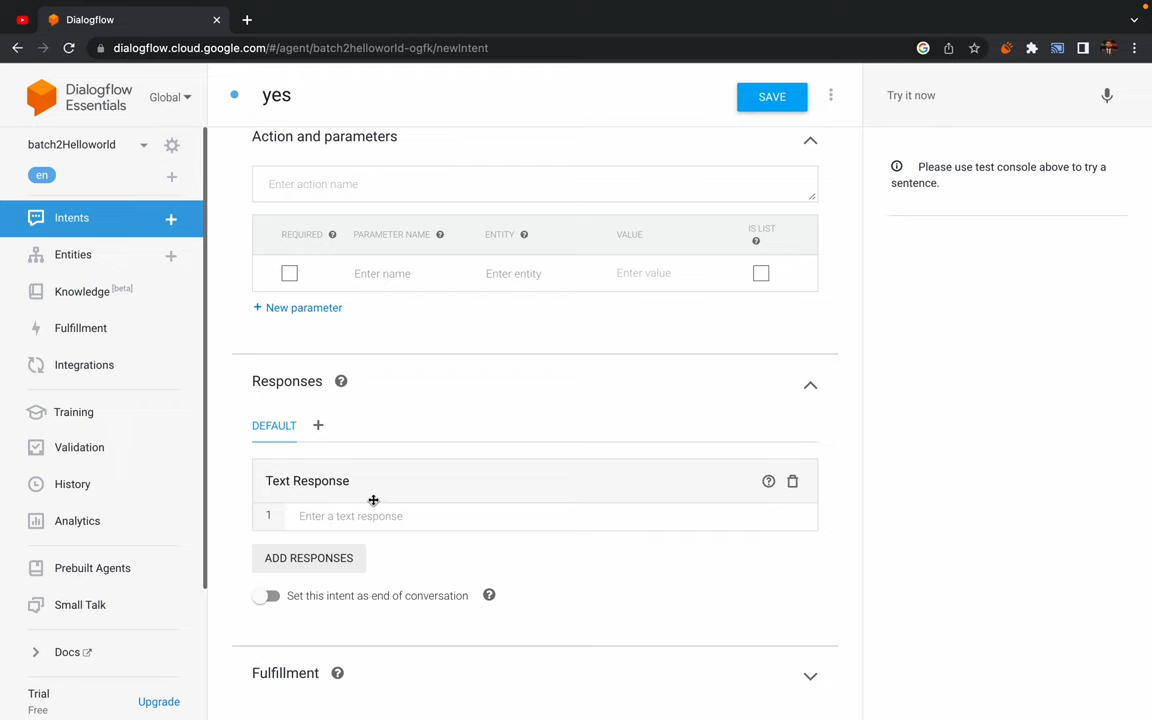 Dialogflow
dialogflow.cloud.google.com/#/agent/batch2helloworld-ogfk/newIntent
Dialogflow
Essentials
Global
batch2Helloworld
en
Intents
Entities
Knowledge [beta]
Fulfillment
Integrations
Training
Validation
History
Analytics
Prebuilt Agents
Small Talk
Docs
Trial
Free
Upgrade
yes
SAVE
Action and parameters
Enter action name
REQUIRED PARAMETER NAME ENTITY VALUE IS LIST
Enter name Enter entity Enter value
+ New parameter
Responses
DEFAULT +
Text Response
1 Enter a text response
ADD RESPONSES
Set this intent as end of conversation
Fulfillment
Try it now
Please use test console above to try a
sentence.